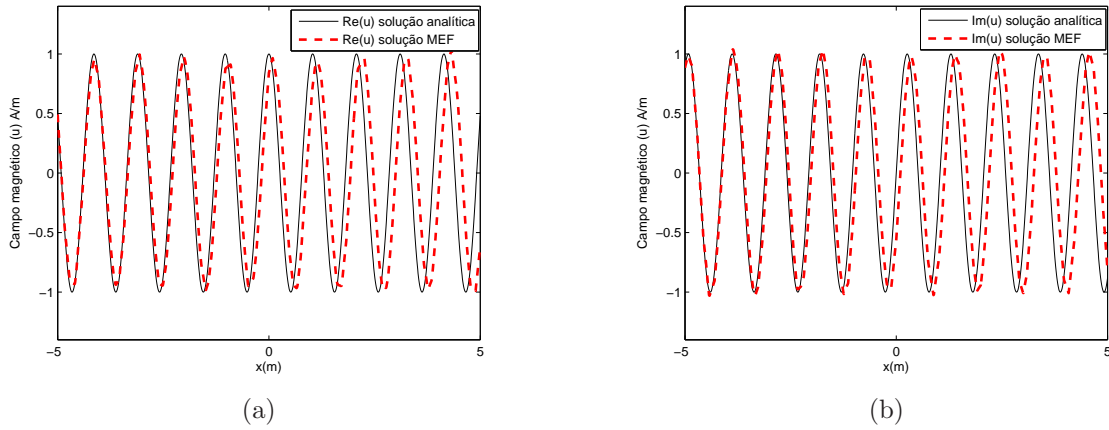 Re(u) solução analítica
Re(u) solução MEF
1
0.5
0
−0.5
−1
−5
0
5
x(m)
Campo magnético (u) A/m
(a)
Im(u) solução analítica
Im(u) solução MEF
1
0.5
0
−0.5
−1
−5
0
5
x(m)
Campo magnético (u) A/m
(b)